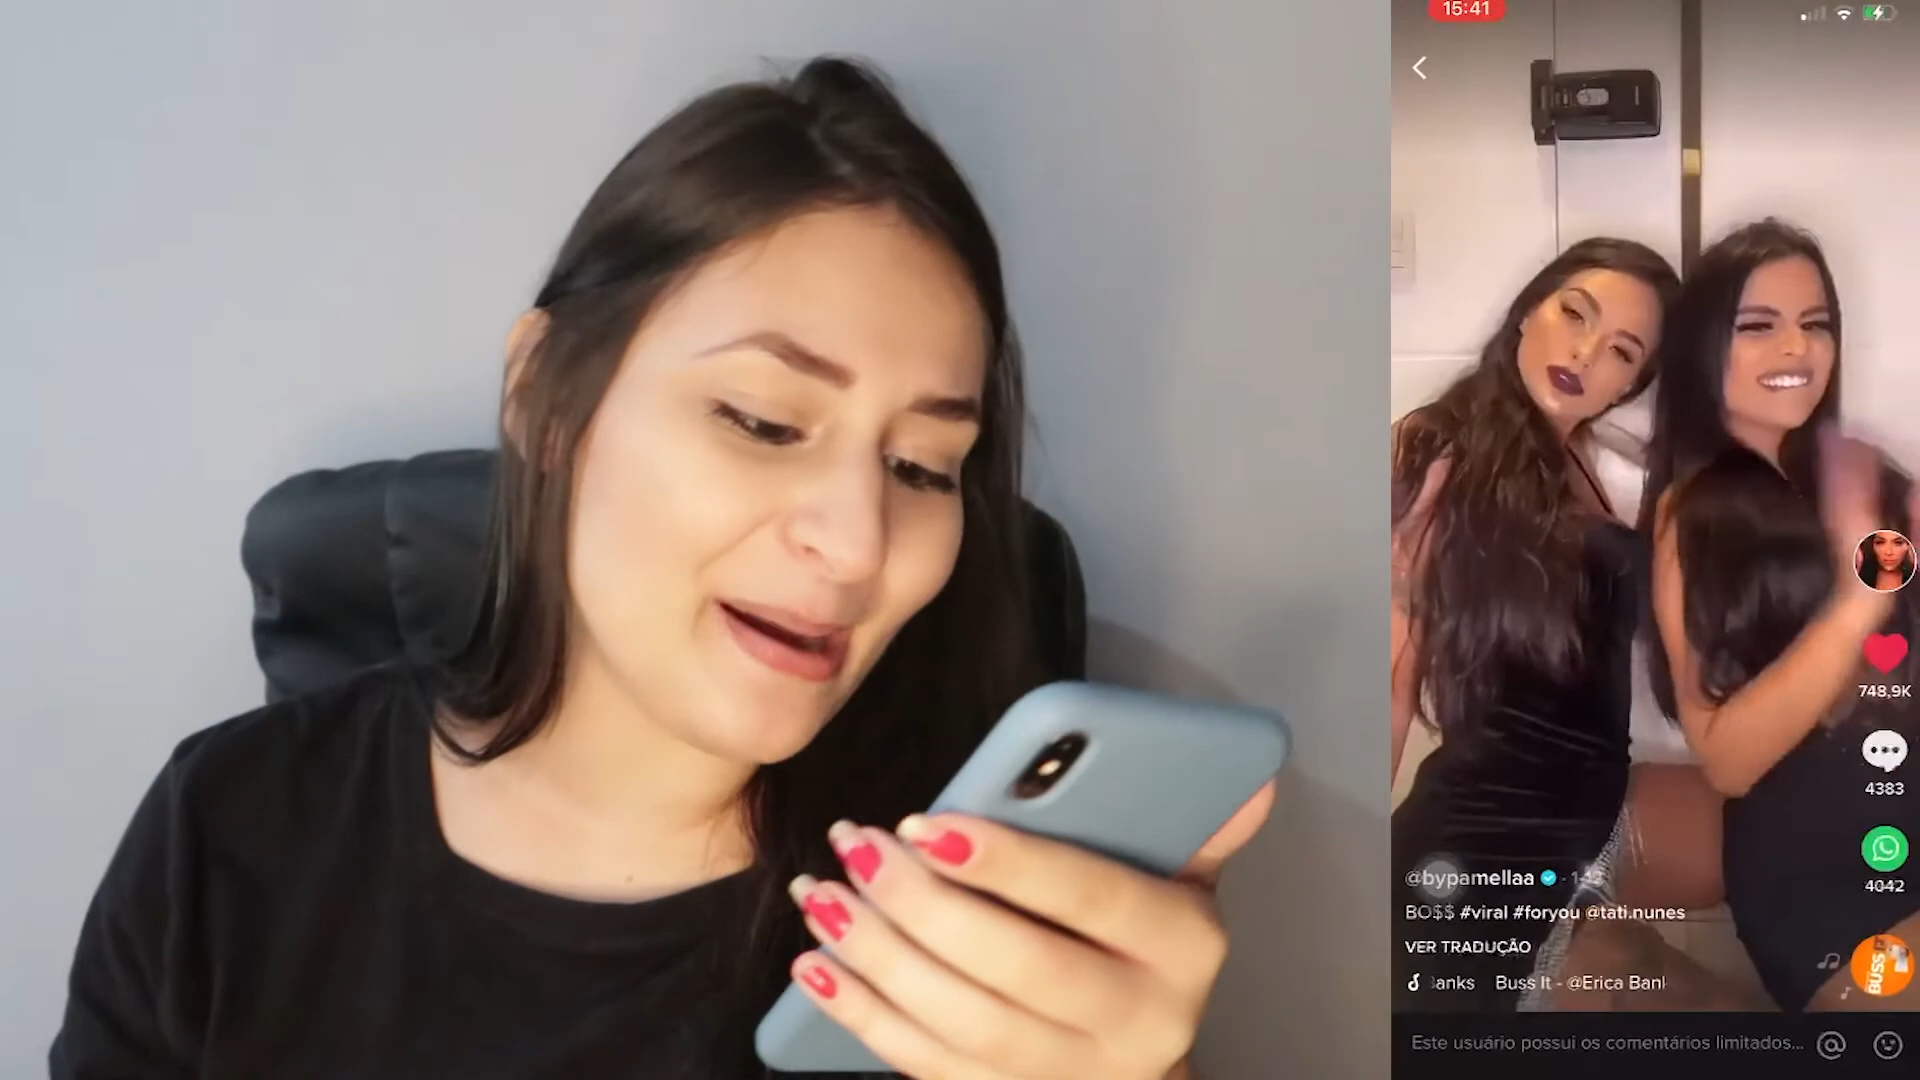 15:41
748,9K
4383
4042
@bypamellaa
BO$$ #viral #foryou @tati.nunes
VER TRADUÇÃO
Buss It - @Erica
BUSS
Este usuário possui os comentários limitados...